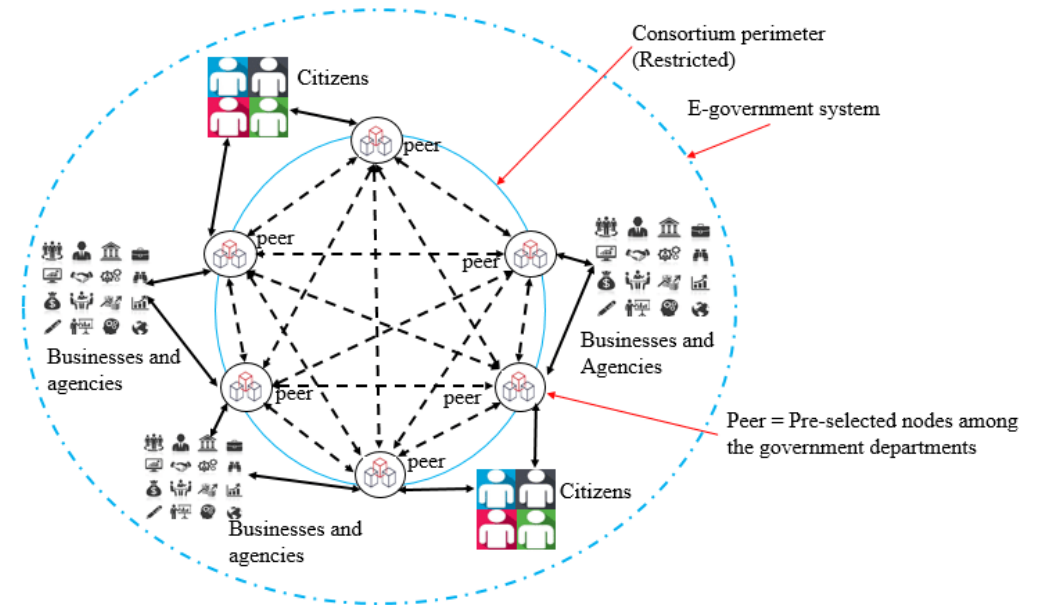 Consortium perimeter
(Restricted)
Citizens
E-government system
peer
peer
peer
Businesses and
Agencies
Businesses and
agencies
peer
peer
Peer = Pre-selected nodes among
the government departments
peer
Citizens
Businesses and
agencies